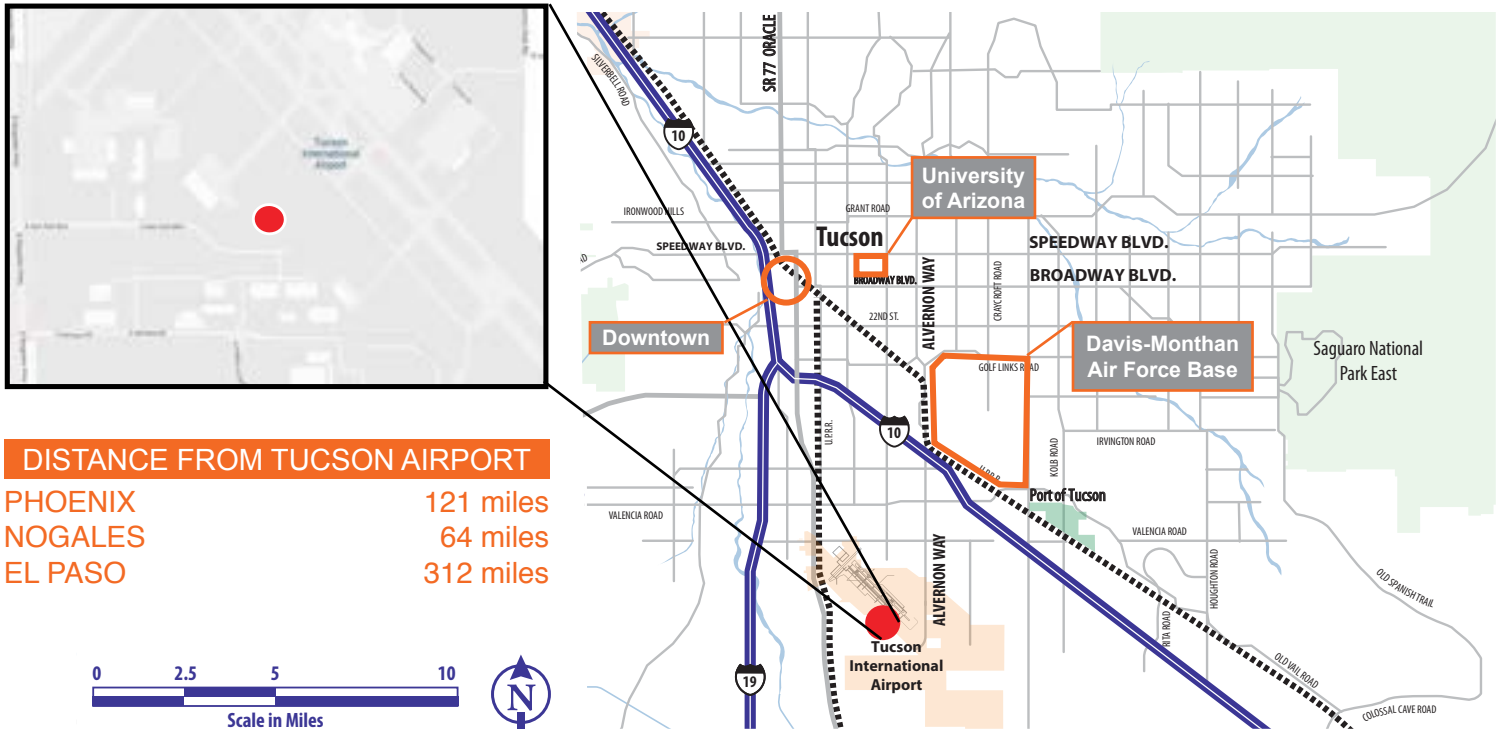 Tucson
International
Airport
DISTANCE FROM TUCSON AIRPORT
PHOENIX 121 miles
NOGALES 64 miles
EL PASO 312 miles
0 2.5 5 10
Scale in Miles
N
SILVERBELL ROAD
SR 77 ORACLE
10
IRONWOOD HILLS
GRANT ROAD
University
of Arizona
SPEEDWAY BLVD.
Tucson
SPEEDWAY BLVD.
BROADWAY BLVD.
BROADWAY BLVD.
ALVERNON WAY
CRAYCROFT ROAD
22ND ST.
Downtown
Davis-Monthan
Air Force Base
GOLF LINKS ROAD
Saguaro National
Park East
U.P.R.R.
10
KOLB ROAD
IRVINGTON ROAD
U.P.R.R.
Port of Tucson
VALENCIA ROAD
VALENCIA ROAD
ALVERNON WAY
HOUGHTON ROAD
RITA ROAD
OLD SPANISH TRAIL
Tucson
International
Airport
19
OLD VAIL ROAD
COLOSSAL CAVE ROAD